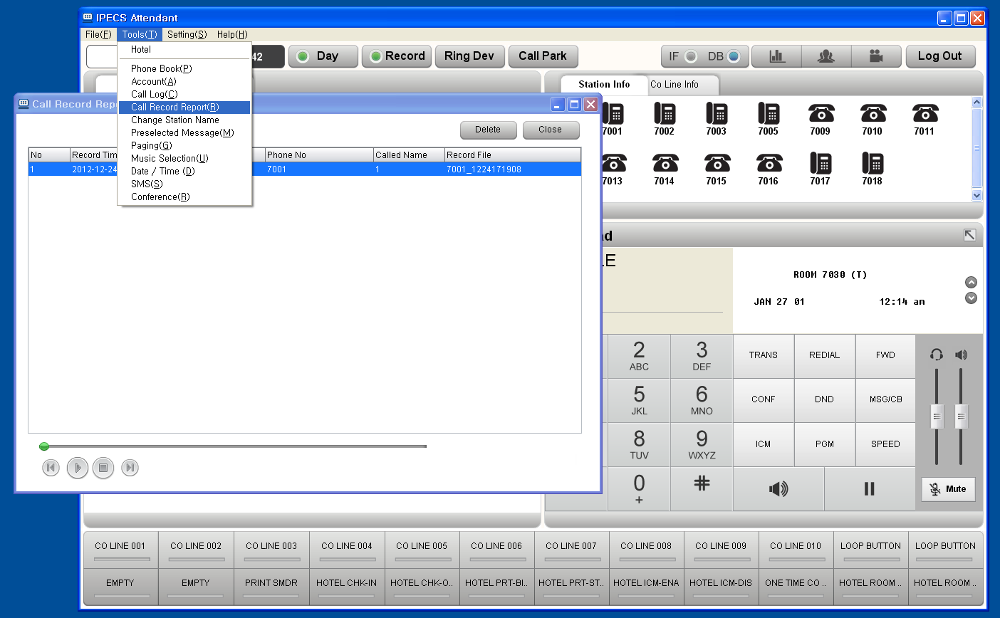 IPECS Attendant
File(F) Tools(T) Setting(S) Help(H)
42 Day Record Ring Dev Call Park IF DB Log Out
Hotel
Phone Book(P)
Account(A)
Call Log(C)
Call Record Report(R)
Change Station Name
Preselected Message(M)
Paging(G)
Music Selection(U)
Date / Time (D)
SMS(S)
Conference(R)
Call Record
Delete Close
No Record Phone No Called Name Record File
1 2012-12-24 7001 1 7001_1224171908
Station Info Co Line Info
7001 7002 7003 7005 7009 7010 7011
7013 7014 7015 7016 7017 7018
ROOM 7030 (T)
JAN 27 01 12:14 am
2 ABC
3 DEF
TRANS REDIAL FWD
5 JKL
6 MNO
CONF DND MSG/CB
8 TUV
9 WXYZ
ICM PGM SPEED
0 +
#
Mute
CO LINE 001 CO LINE 002 CO LINE 003 CO LINE 004 CO LINE 005 CO LINE 006 CO LINE 007 CO LINE 008 CO LINE 009 CO LINE 010 LOOP BUTTON LOOP BUTTON
EMPTY EMPTY PRINT SMDR HOTEL CHK-IN HOTEL CHK-O.. HOTEL PRT-BI.. HOTEL PRT-ST.. HOTEL ICM-ENA HOTEL ICM-DIS ONE TIME CO .. HOTEL ROOM .. HOTEL ROOM ..